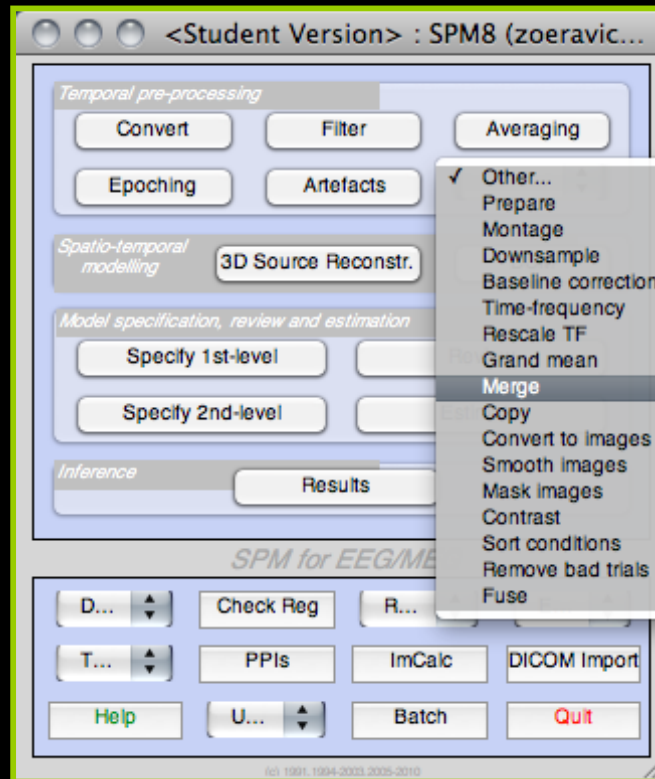 <Student Version> : SPM8 (zoeravic...
Temporal pre-processing
Convert
Filter
Averaging
Epoching
Artefacts
✓ Other...
Prepare
Montage
Downsample
Baseline correction
Time-frequency
Rescale TF
Grand mean
Merge
Copy
Convert to images
Smooth images
Mask images
Contrast
Sort conditions
Remove bad trials
Fuse
Spatio-temporal
modelling
3D Source Reconstr.
Model specification, review and estimation
Specify 1st-level
Specify 2nd-level
Inference
Results
SPM for EEG/ME
D...
Check Reg
R...
T...
PPIs
ImCalc
DICOM Import
Help
U...
Batch
Quit
(c) 1991,1994-2003,2005-2010